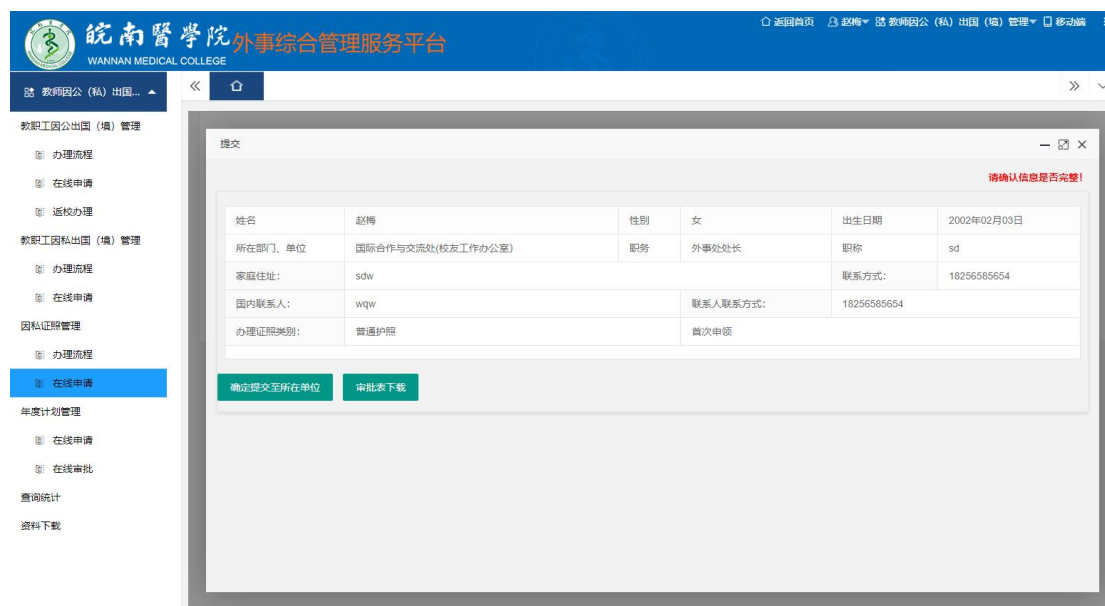 皖南醫學院外事综合管理服务平台
WANNAN MEDICAL COLLEGE
返回首页 赵梅 教师因公（私）出国（境）管理 移动端
教师因公（私）出国...
教职工因公出国（境）管理
办理流程
在线申请
返校办理
教职工因私出国（境）管理
办理流程
在线申请
因私证照管理
办理流程
在线申请
年度计划管理
在线申请
在线审批
查询统计
资料下载
提交
请确认信息是否完整！
姓名 赵梅 性别 女 出生日期 2002年02月03日
所在部门、单位 国际合作与交流处(校友工作办公室) 职务 外事处处长 职称 sd
家庭住址： sdw 联系方式： 18256585654
国内联系人： wqw 联系人联系方式： 18256585654
办理证照类别： 普通护照 首次申领
确定提交至所在单位 审批表下载